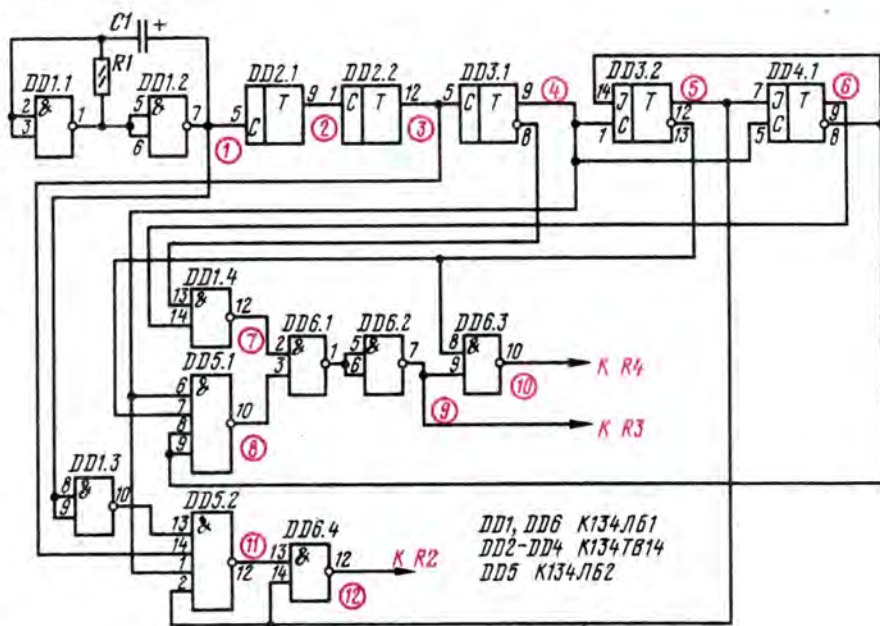 C1 +
R1
DD1.1
2
3
&
1
DD1.2
5
6
&
7
①
DD2.1
5
C
T
9
②
DD2.2
1
C
T
12
③
DD3.1
5
C
T
9
8
④
DD3.2
14
1
J
C
T
12
13
⑤
DD4.1
7
5
J
C
T
9
8
⑥
DD1.4
13
14
&
12
⑦
DD5.1
6
7
9
&
10
⑧
DD6.1
2
3
&
1
DD6.2
5
6
&
7
⑨
DD6.3
8
9
&
10
⑩
К R4
К R3
DD1.3
8
9
&
10
DD5.2
13
14
1
2
&
⑪
12
DD6.4
13
14
&
12
⑫
К R2
DD1, DD6 К134ЛБ1
DD2-DD4 К134ТВ14
DD5 К134ЛБ2